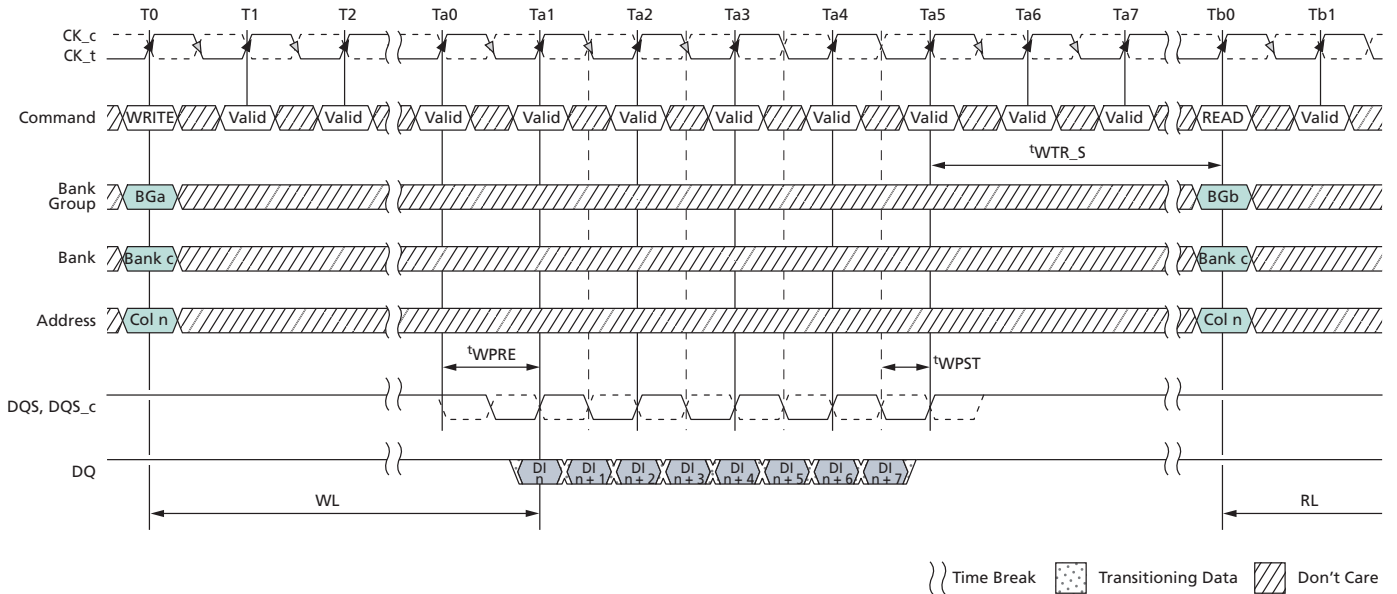 T0 T1 T2 Ta0 Ta1 Ta2 Ta3 Ta4 Ta5 Ta6 Ta7 Tb0 Tb1
CK_c
CK_t
Command WRITE Valid Valid Valid Valid Valid Valid Valid Valid Valid Valid READ Valid
tWTR_S
Bank Group BGa BGb
Bank Bank c Bank c
Address Col n Col n
tWPRE tWPST
DQS, DQS_c
DQ DI n DI n + 1 DI n + 2 DI n + 3 DI n + 4 DI n + 5 DI n + 6 DI n + 7
WL RL
Time Break Transitioning Data Don't Care